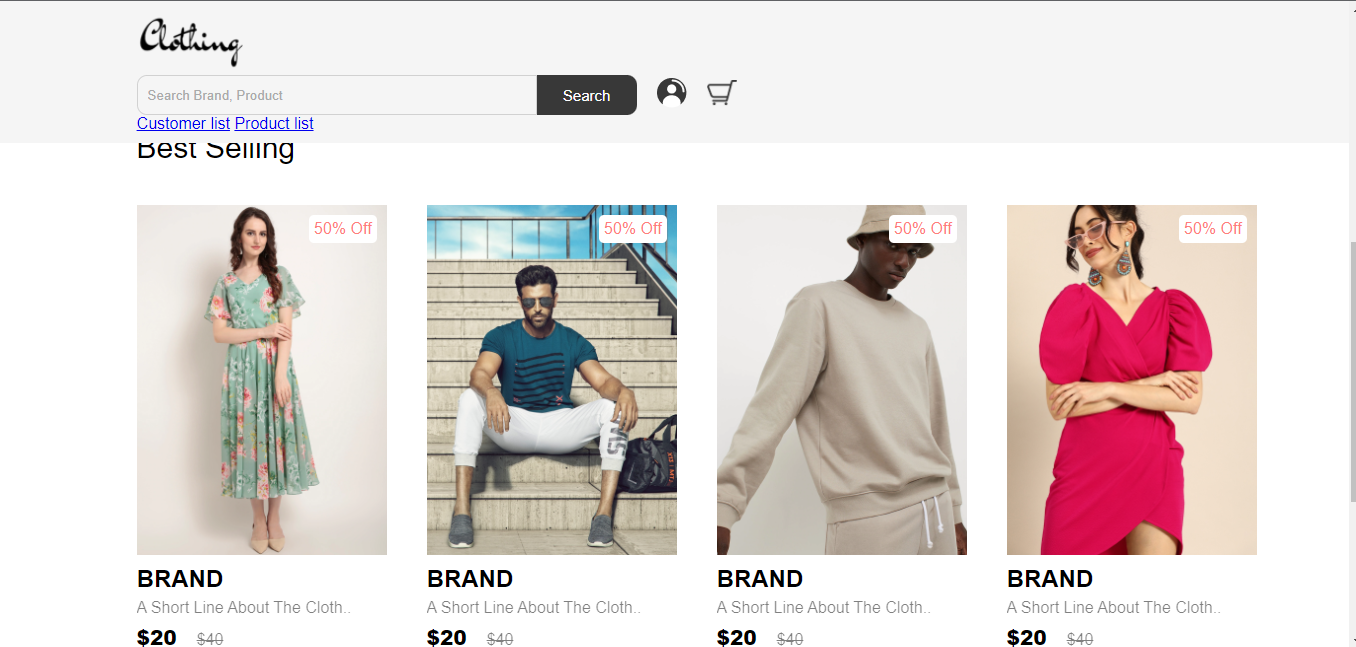 Clothing
Search Brand, Product
Search
Customer list Product list
Best Selling
50% Off 50% Off 50% Off 50% Off
BRAND BRAND BRAND BRAND
A Short Line About The Cloth.. A Short Line About The Cloth.. A Short Line About The Cloth.. A Short Line About The Cloth..
$20 $40 $20 $40 $20 $40 $20 $40